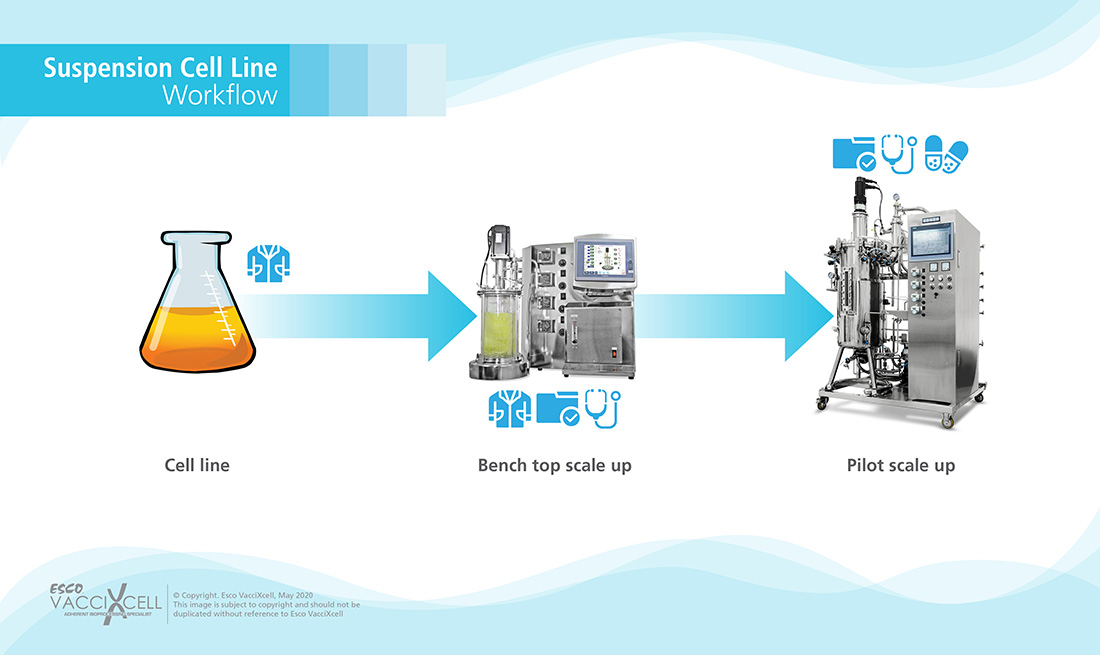 Suspension Cell Line
Workflow
Cell line
Bench top scale up
Pilot scale up
ESCO
VACCIXCELL
ADHERENT BIOPROCESSING SPECIALIST
© Copyright. Esco VacciXcell, May 2020
This image is subject to copyright and should not be
duplicated without reference to Esco VacciXcell